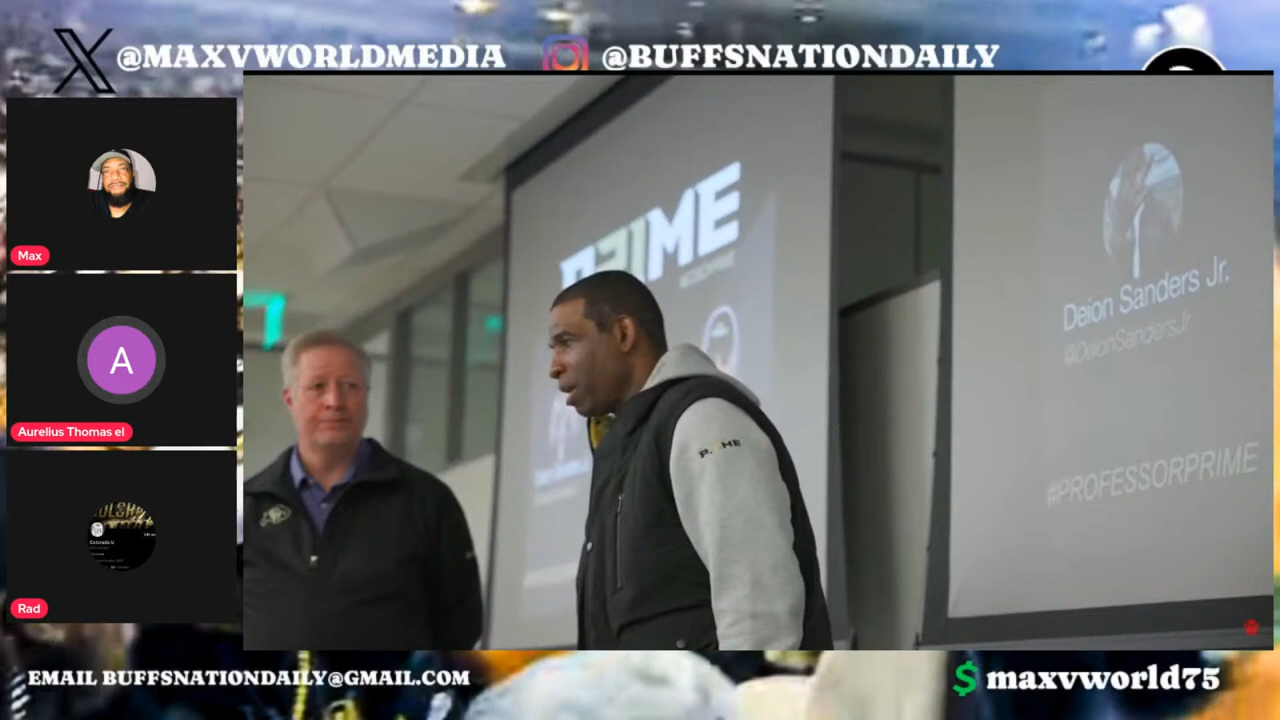 @MAXVWORLDMEDIA
@BUFFSNATIONDAILY
Max
A
Aurelius Thomas el
Rad
PRIME
Deion Sanders Jr.
@DeionSandersJr
#PROFESSORPRIME
EMAIL BUFFSNATIONDAILY@GMAIL.COM
$ maxvworld75